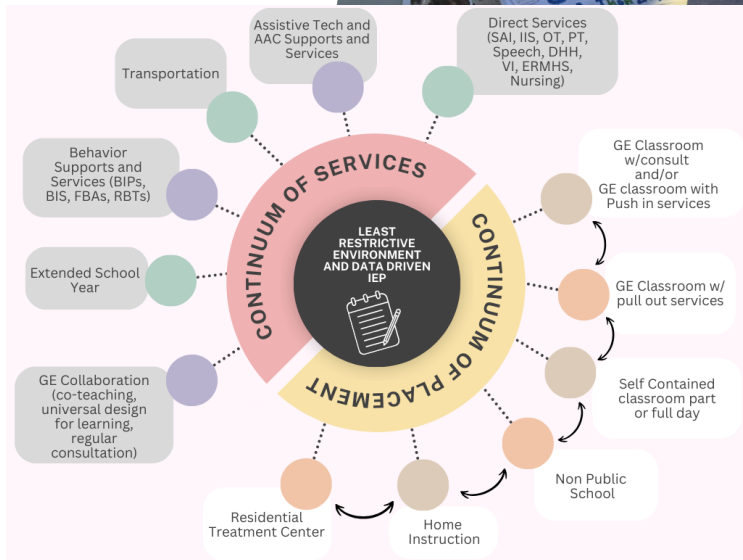 Assistive Tech and
AAC Supports and
Services
Direct Services
(SAI, IIS, OT, PT,
Speech, DHH,
VI, ERMHS,
Nursing)
Transportation
Behavior
Supports and
Services (BIPs,
BIS, FBAs, RBTs)
Extended School
Year
GE Collaboration
(co-teaching,
universal design
for learning,
regular
consultation)
CONTINUUM OF SERVICES
LEAST
RESTRICTIVE
ENVIRONMENT
AND DATA DRIVEN
IEP
CONTINUUM OF PLACEMENT
GE Classroom
w/consult
and/or
GE classroom with
Push in services
GE Classroom w/
pull out services
Self Contained
classroom part
or full day
Non Public
School
Home
Instruction
Residential
Treatment Center